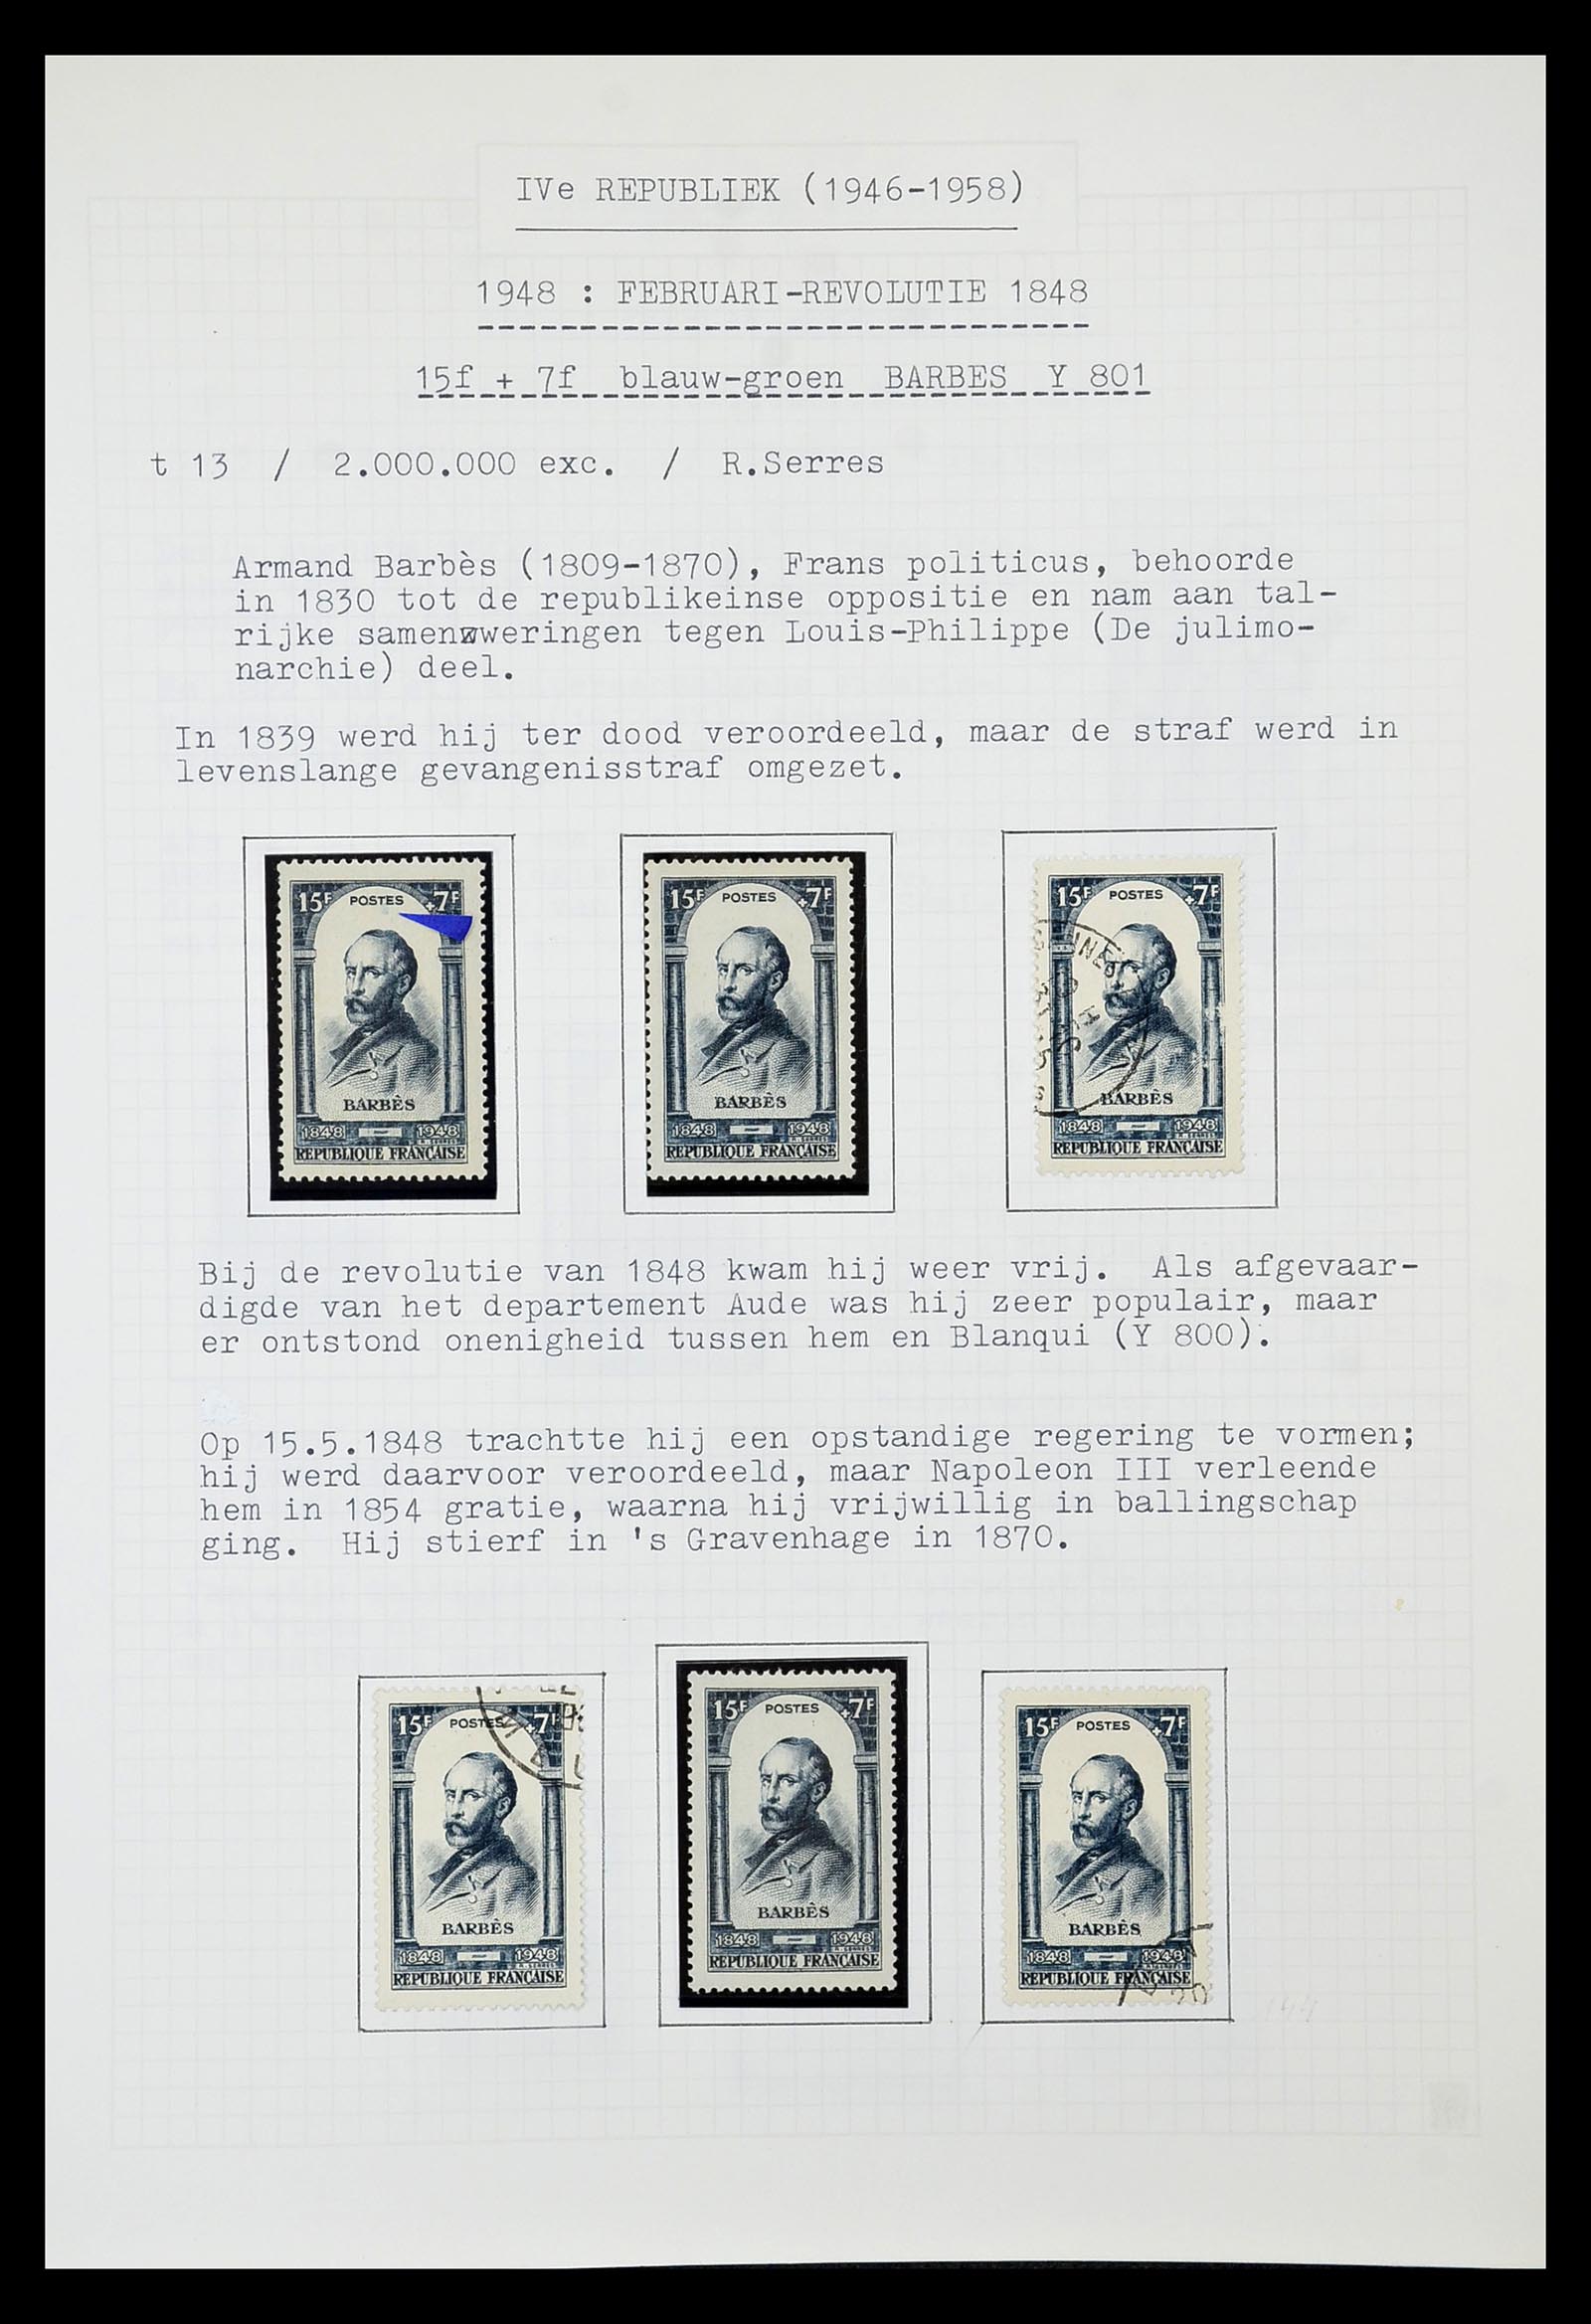 IVe REPUBLIEK (1946-1958)
1948 : FEBRUARI-REVOLUTIE 1848
15f + 7f blauw-groen BARBES Y 801
t 13 / 2.000.000 exc. / R.Serres
Armand Barbès (1809-1870), Frans politicus, behoorde
in 1830 tot de republikeinse oppositie en nam aan tal-
rijke samenzweringen tegen Louis-Philippe (De julimo-
narchie) deel.
In 1839 werd hij ter dood veroordeeld, maar de straf werd in
levenslange gevangenisstraf omgezet.
15F POSTES +7F
BARBÈS
1848 1948
R. SERRES
REPUBLIQUE FRANÇAISE
15F POSTES +7F
BARBÈS
1848 1948
R. SERRES
REPUBLIQUE FRANÇAISE
15F POSTES +7F
BARBÈS
1848 1948
R. SERRES
REPUBLIQUE FRANÇAISE
Bij de revolutie van 1848 kwam hij weer vrij. Als afgevaar-
digde van het departement Aude was hij zeer populair, maar
er ontstond onenigheid tussen hem en Blanqui (Y 800).
Op 15.5.1848 trachtte hij een opstandige regering te vormen;
hij werd daarvoor veroordeeld, maar Napoleon III verleende
hem in 1854 gratie, waarna hij vrijwillig in ballingschap
ging. Hij stierf in 's Gravenhage in 1870.
15F POSTES +7F
BARBÈS
1848 1948
R. SERRES
REPUBLIQUE FRANÇAISE
15F POSTES +7F
BARBÈS
1848 1948
R. SERRES
REPUBLIQUE FRANÇAISE
15F POSTES +7F
BARBÈS
1848 1948
R. SERRES
REPUBLIQUE FRANÇAISE